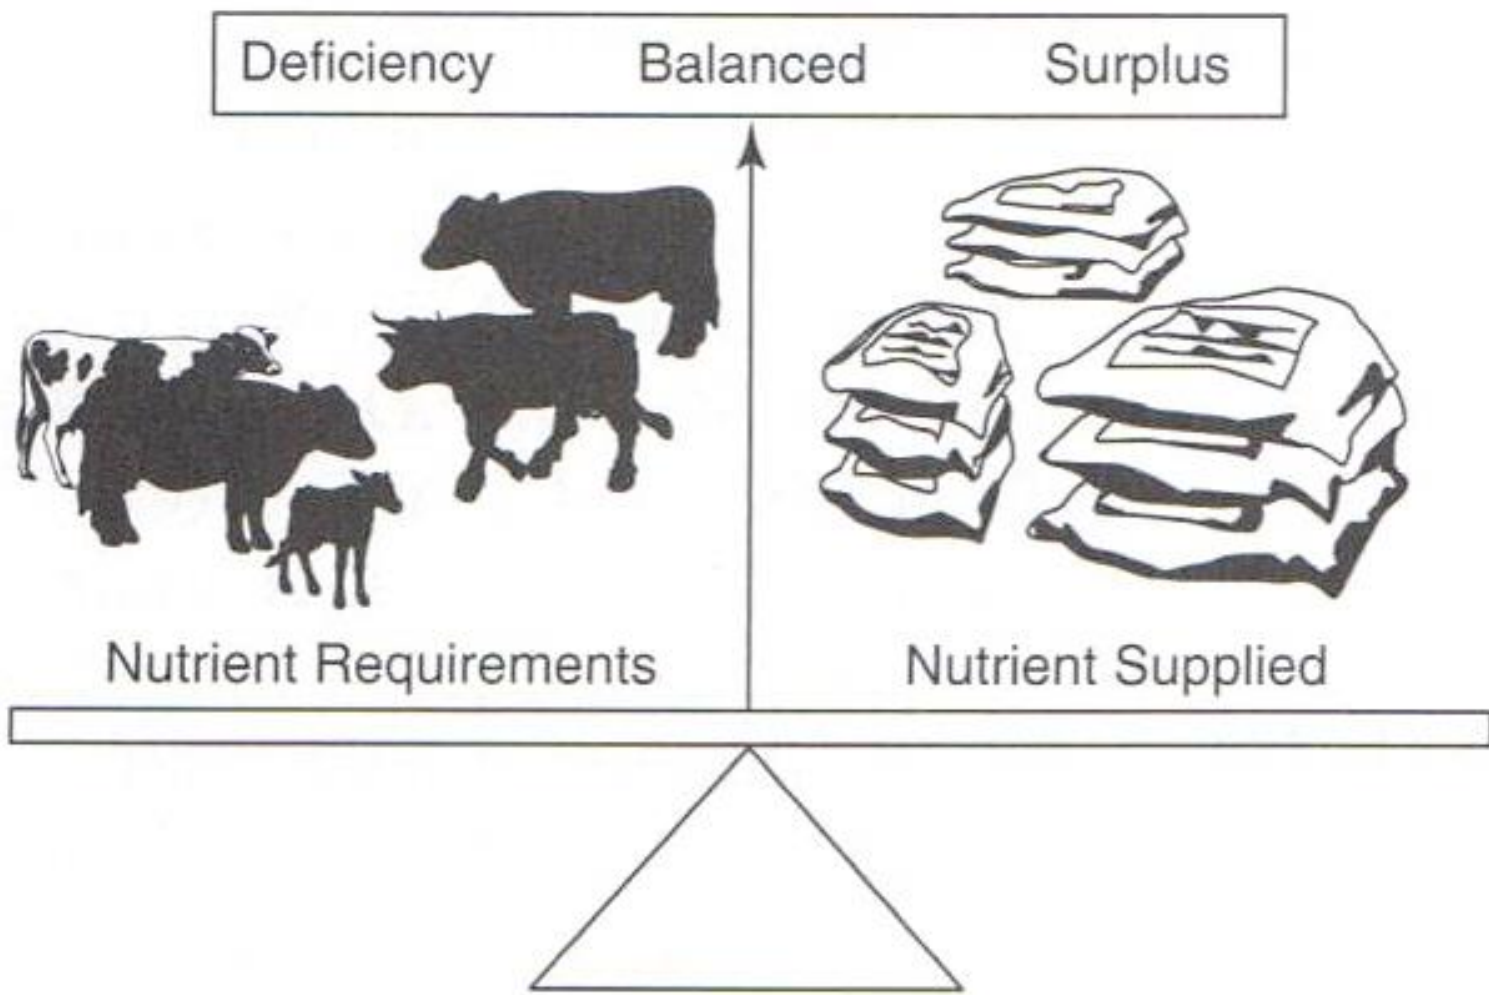 Deficiency Balanced Surplus
Nutrient Requirements
Nutrient Supplied